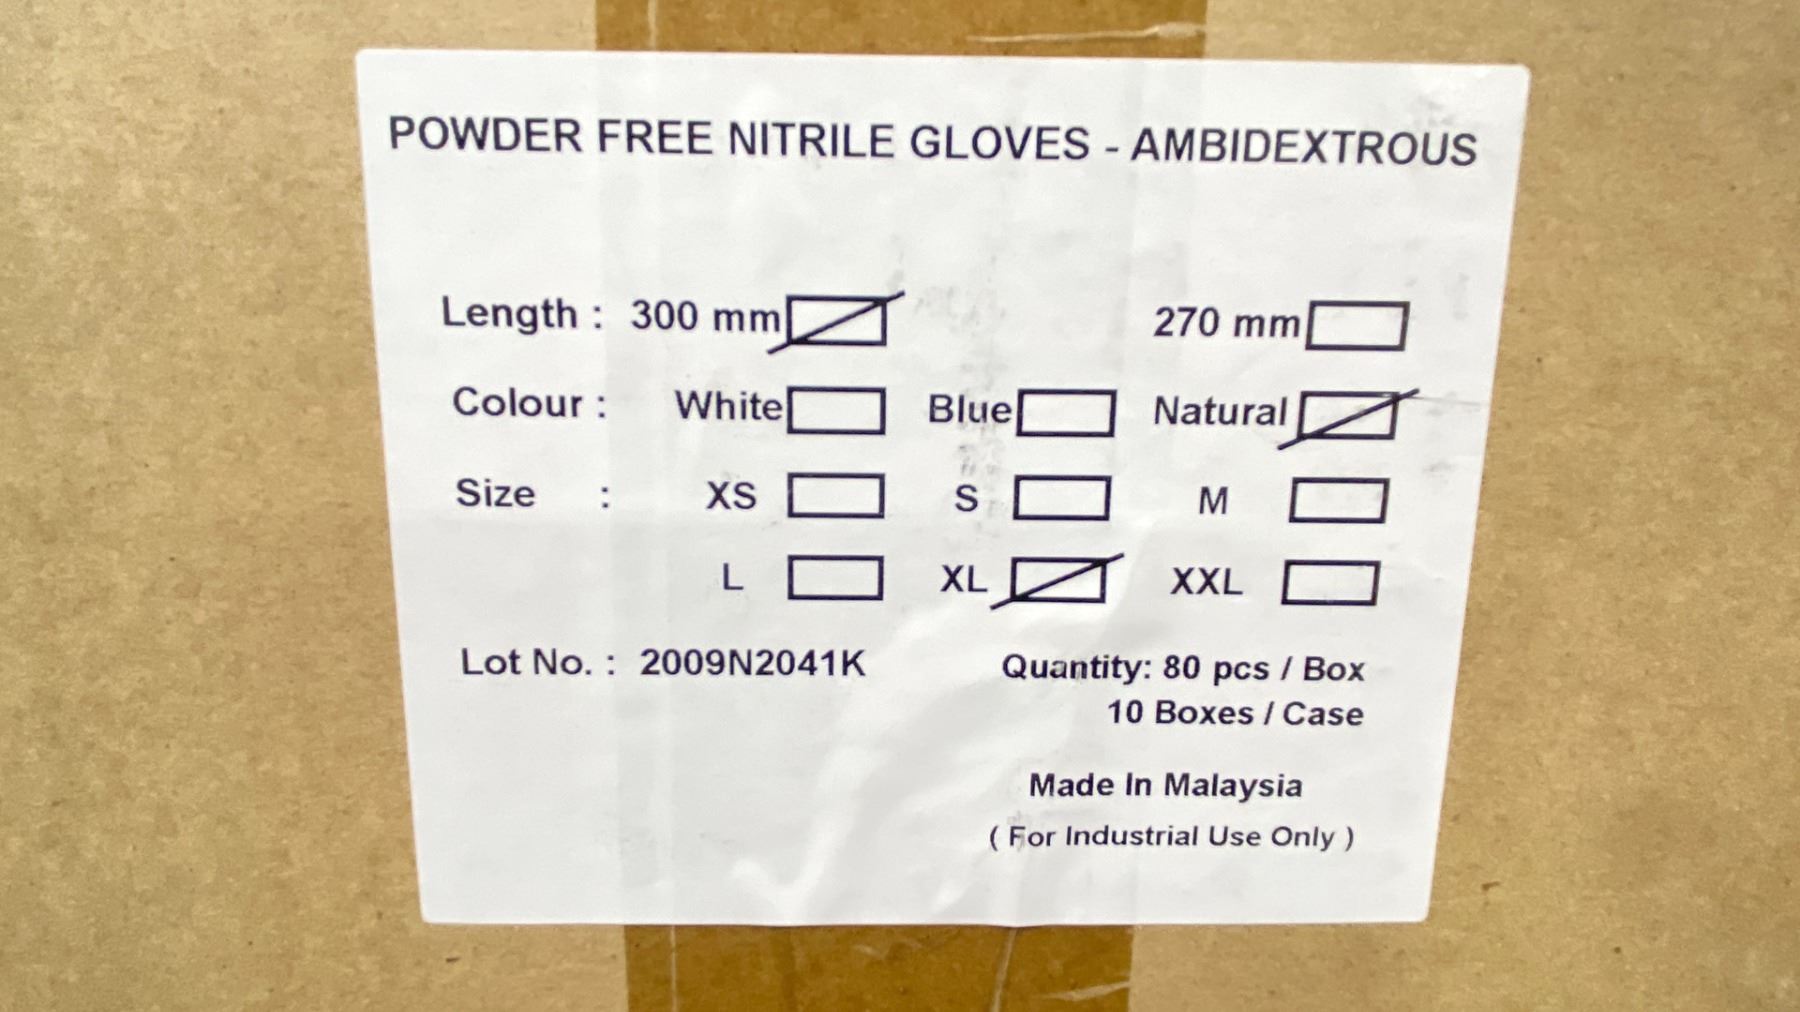 POWDER FREE NITRILE GLOVES - AMBIDEXTROUS
Length : 300 mm 270 mm
Colour : White Blue Natural
Size : XS S M
L XL XXL
Lot No. : 2009N2041K Quantity: 80 pcs / Box
10 Boxes / Case
Made In Malaysia
( For Industrial Use Only )